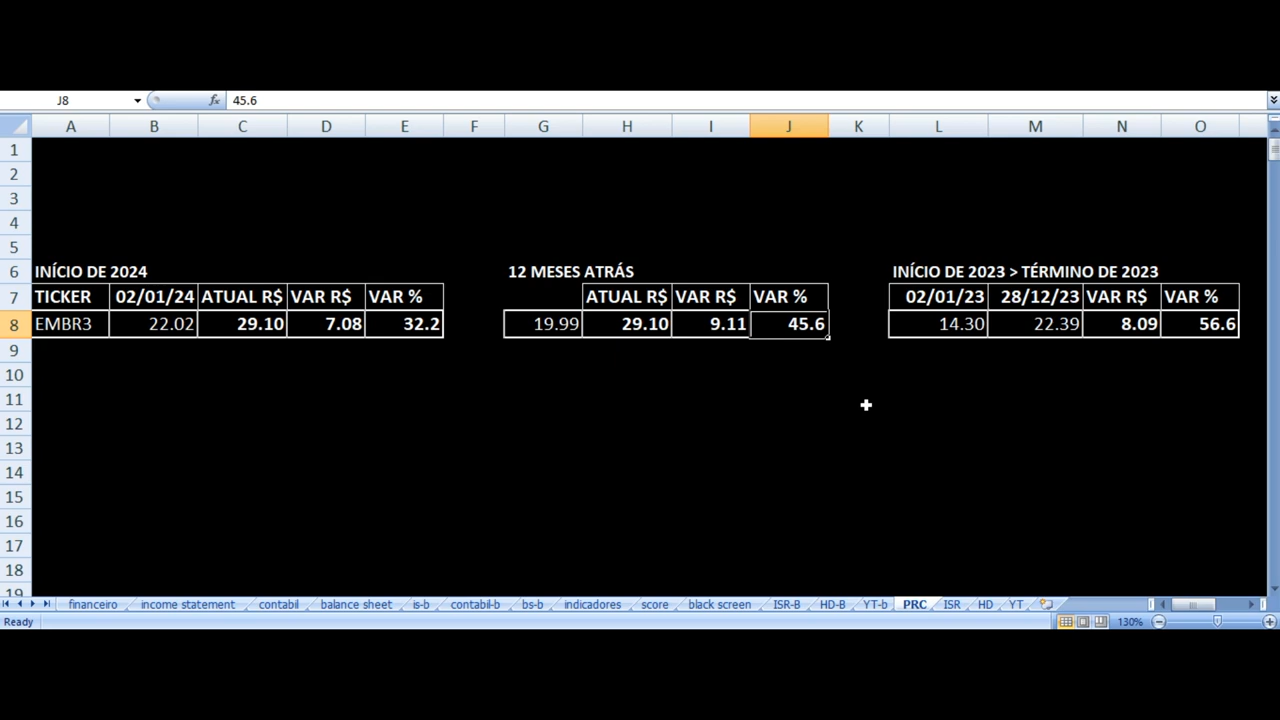 J8 fx 45.6
A B C D E F G H I J K L M N O
1
2
3
4
5
6 INÍCIO DE 2024 12 MESES ATRÁS INÍCIO DE 2023 > TÉRMINO DE 2023
7 TICKER 02/01/24 ATUAL R$ VAR R$ VAR % ATUAL R$ VAR R$ VAR % 02/01/23 28/12/23 VAR R$ VAR %
8 EMBR3 22.02 29.10 7.08 32.2 19.99 29.10 9.11 45.6 14.30 22.39 8.09 56.6
9
10
11
12
13
14
15
16
17
18
19
financeiro income statement contabil balance sheet is-b contabil-b bs-b indicadores score black screen ISR-B HD-B YT-b PRC ISR HD YT
Ready 130%